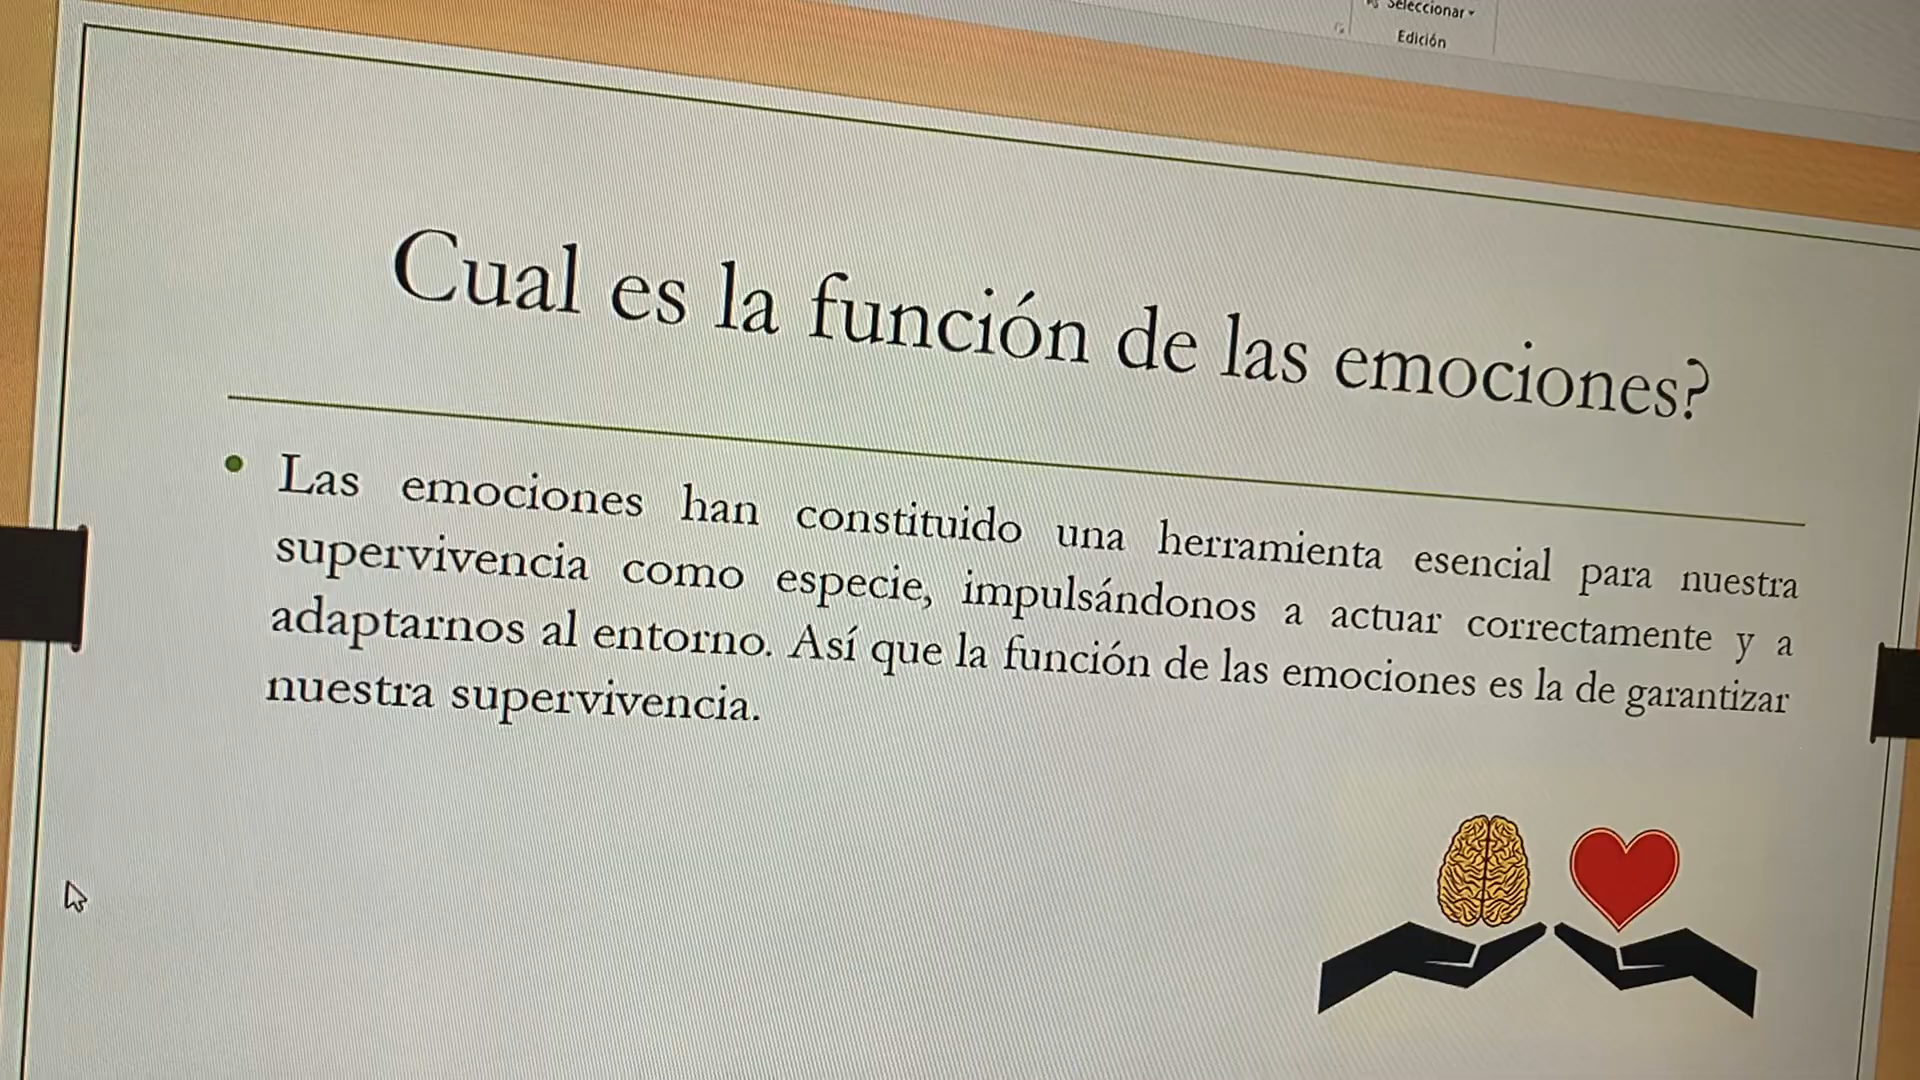 Seleccionar
Edición
Cual es la función de las emociones?
Las emociones han constituido una herramienta esencial para nuestra
supervivencia como especie, impulsándonos a actuar correctamente y a
adaptarnos al entorno. Así que la función de las emociones es la de garantizar
nuestra supervivencia.